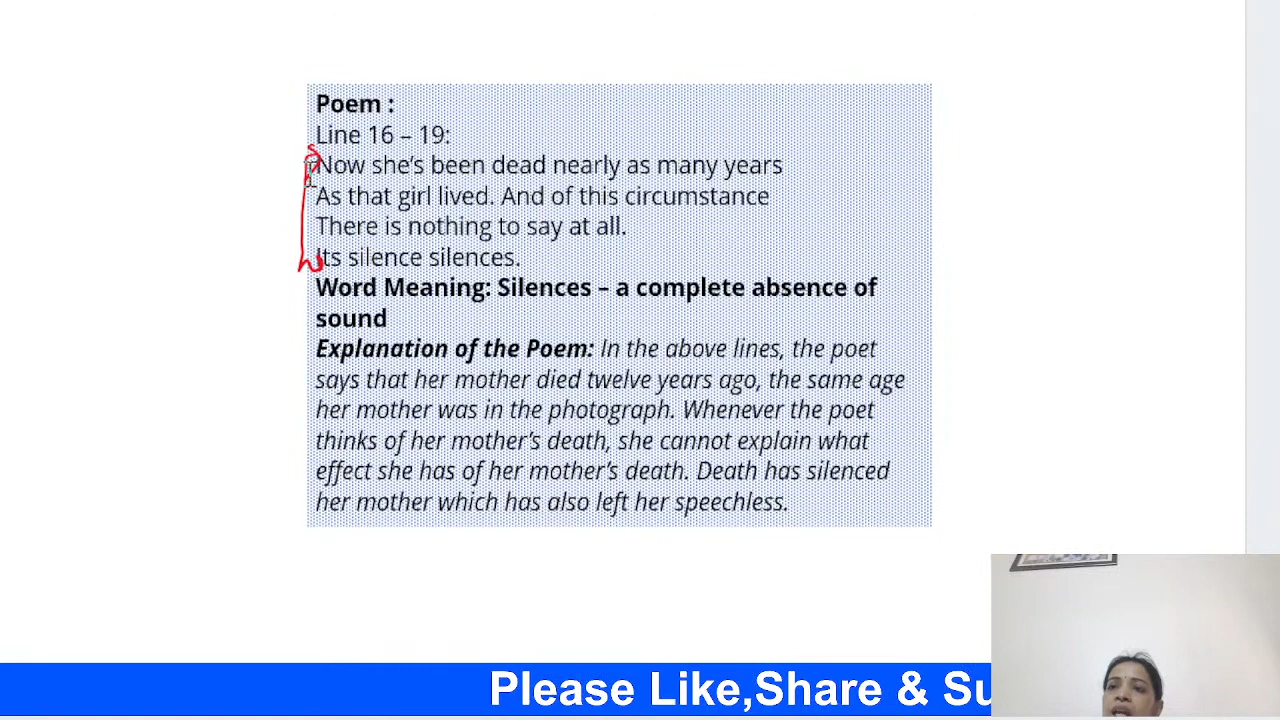 Poem :
Line 16 – 19:
Now she's been dead nearly as many years
As that girl lived. And of this circumstance
There is nothing to say at all.
Its silence silences.
Word Meaning: Silences – a complete absence of
sound
Explanation of the Poem: In the above lines, the poet
says that her mother died twelve years ago, the same age
her mother was in the photograph. Whenever the poet
thinks of her mother's death, she cannot explain what
effect she has of her mother's death. Death has silenced
her mother which has also left her speechless.
Please Like,Share & Su